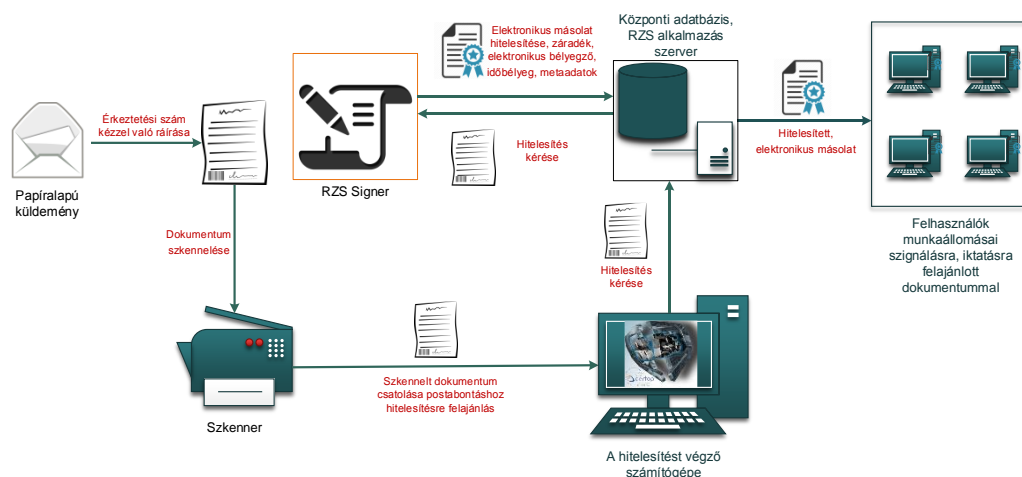 Elektronikus másolat
hitelesítése, záradék,
elektronikus bélyegző,
időbélyeg, metaadatok
Központi adatbázis,
RZS alkalmazás
szerver
Érkeztetési szám
kézzel való ráírása
Papíralapú
küldemény
RZS Signer
Hitelesítés
kérése
Hitelesített,
elektronikus másolat
Felhasználók
munkaállomásai
szignálásra, iktatásra
felajánlott
dokumentummal
Dokumentum
szkennelése
Hitelesítés
kérése
Szkennelt dokumentum
csatolása postabontáshoz
hitelesítésre felajánlás
Szkenner
A hitelesítést végző
számítógépe